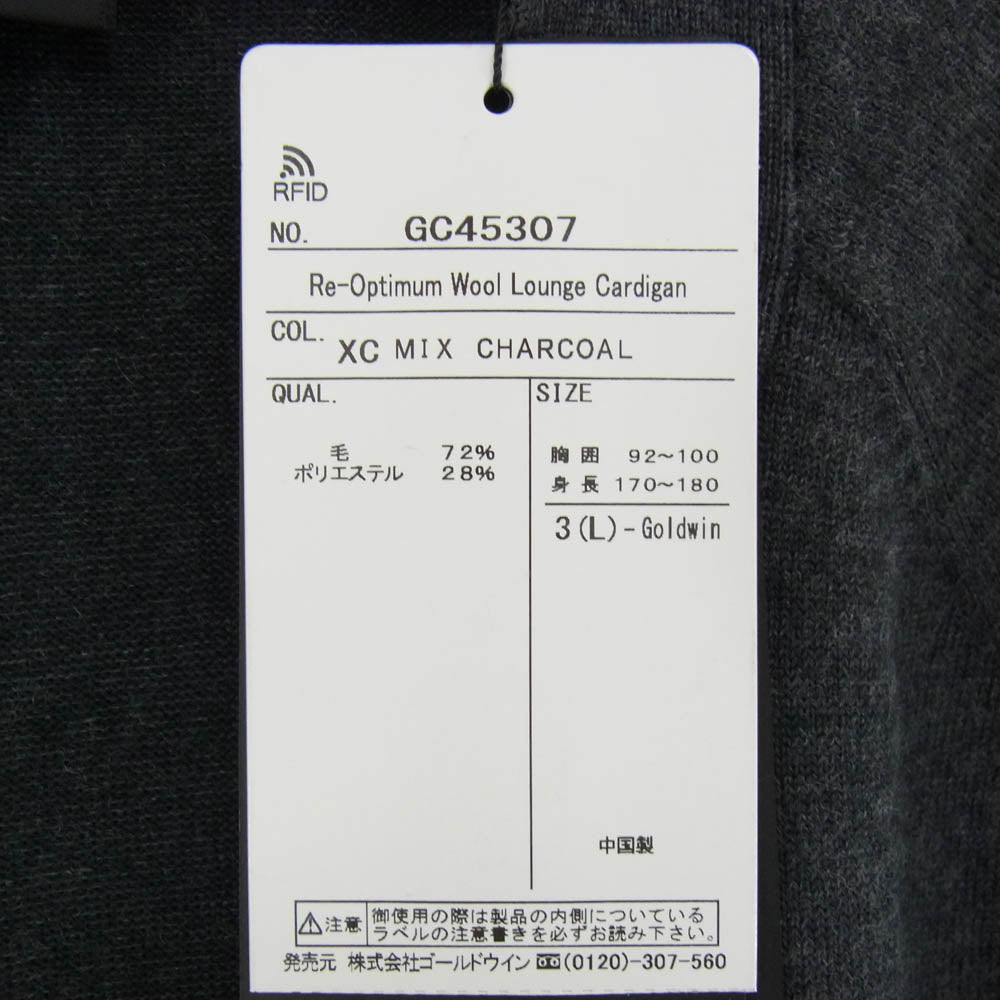 RFID
NO. GC45307
Re-Optimum Wool Lounge Cardigan
COL. XC MIX CHARCOAL
QUAL.
毛 72%
ポリエステル 28%
SIZE
胸囲 92～100
身長 170～180
3(L)-Goldwin
中国製
注意 御使用の際は製品の内側についている
ラベルの注意書きを必ずお読み下さい。
発売元 株式会社ゴールドウイン (0120)-307-560